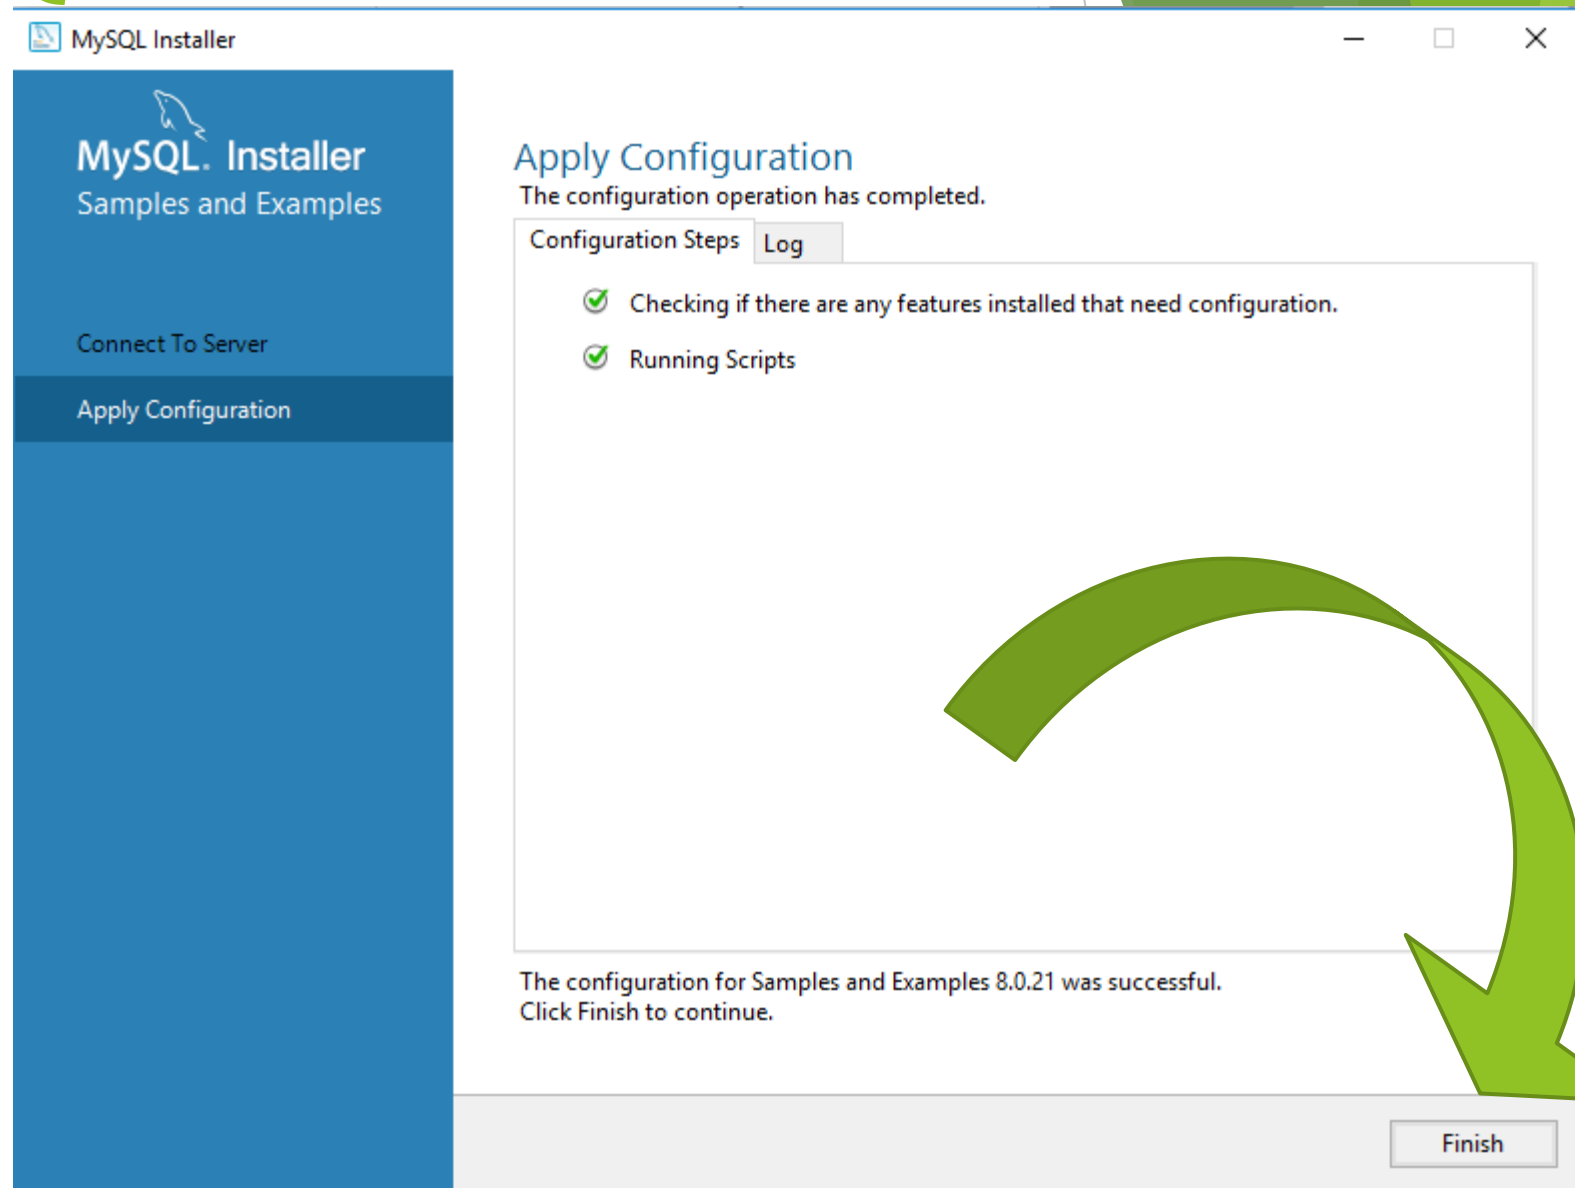 MySQL Installer
MySQL. Installer
Samples and Examples
Connect To Server
Apply Configuration
Apply Configuration
The configuration operation has completed.
Configuration Steps
Log
Checking if there are any features installed that need configuration.
Running Scripts
The configuration for Samples and Examples 8.0.21 was successful.
Click Finish to continue.
Finish